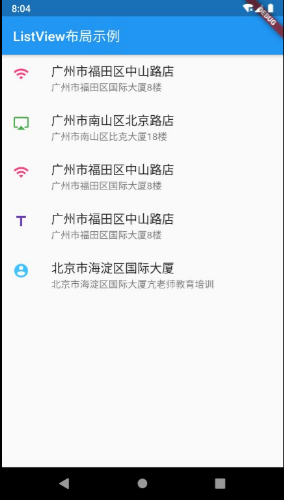 8:04
DEBUG
ListView布局示例
广州市福田区中山路店
广州市福田区国际大厦8楼
广州市南山区北京路店
广州市南山区比克大厦18楼
广州市福田区中山路店
广州市福田区国际大厦8楼
广州市福田区中山路店
广州市福田区国际大厦8楼
北京市海淀区国际大厦
北京市海淀区国际大厦亢老师教育培训